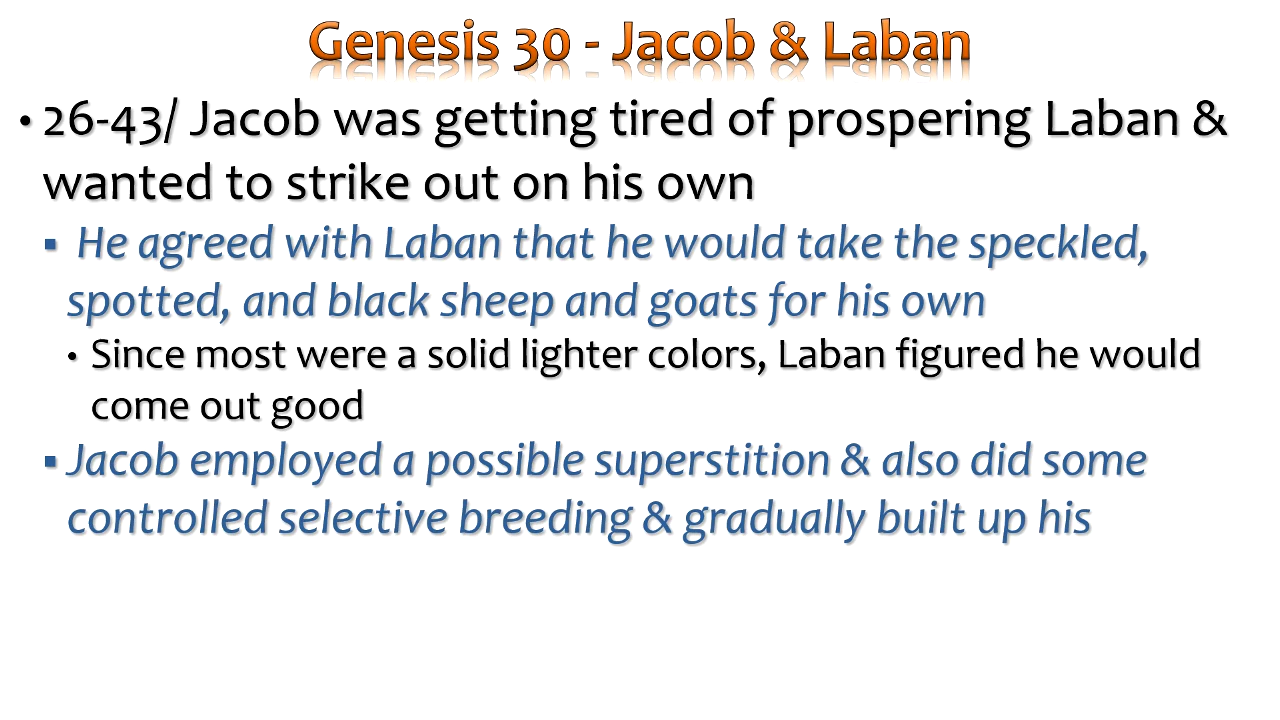 Genesis 30 - Jacob & Laban
• 26-43/ Jacob was getting tired of prospering Laban &
wanted to strike out on his own
▪ He agreed with Laban that he would take the speckled,
spotted, and black sheep and goats for his own
• Since most were a solid lighter colors, Laban figured he would
come out good
▪ Jacob employed a possible superstition & also did some
controlled selective breeding & gradually built up his